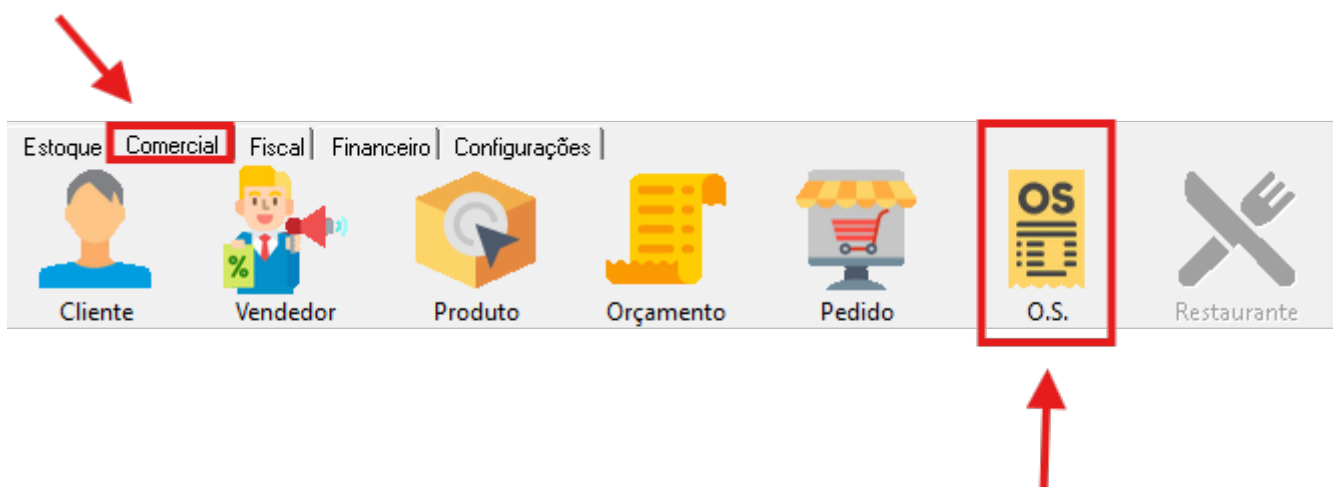 Estoque Comercial Fiscal Financeiro Configurações
%
OS
Cliente Vendedor Produto Orçamento Pedido O.S. Restaurante